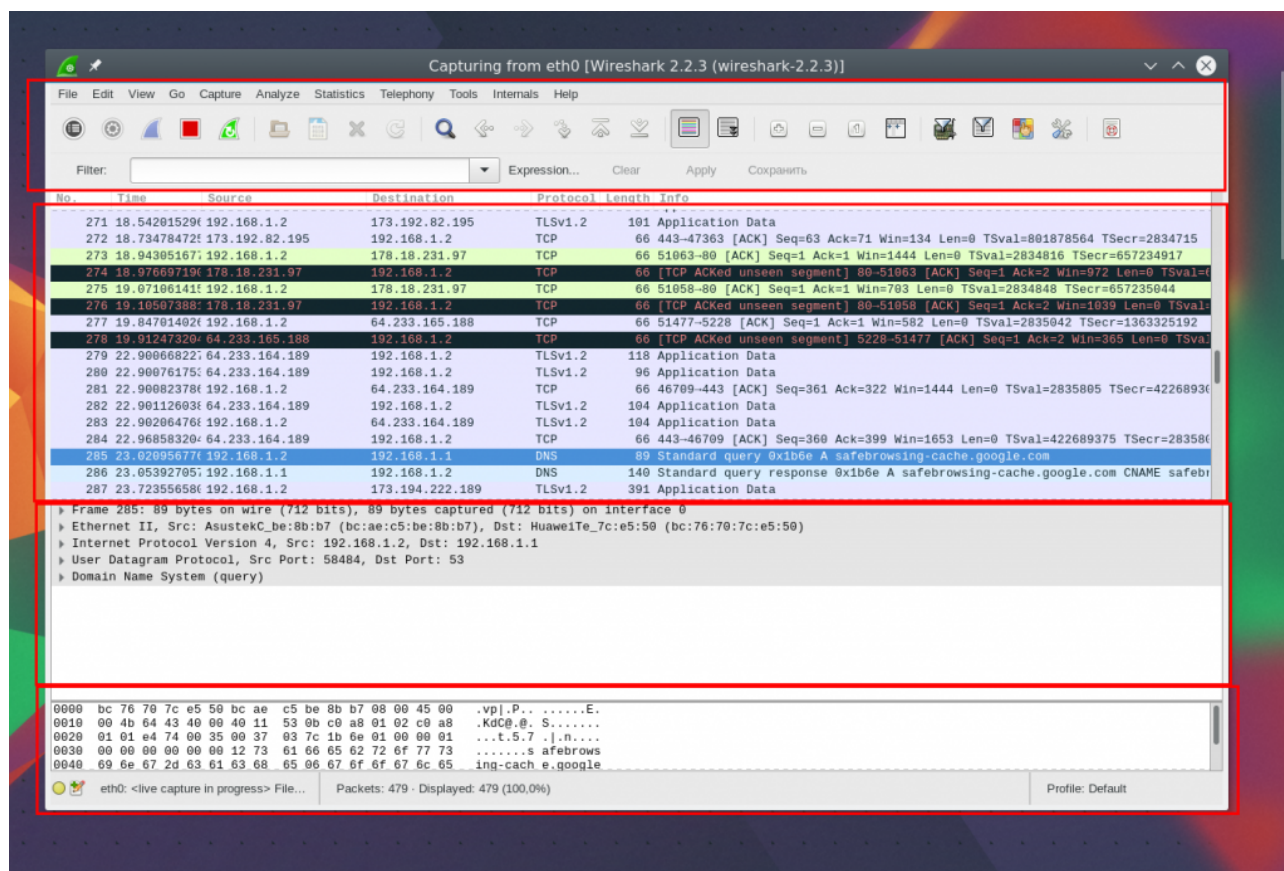 Capturing from eth0 [Wireshark 2.2.3 (wireshark-2.2.3)]
File Edit View Go Capture Analyze Statistics Telephony Tools Internals Help
Filter: Expression... Clear Apply Сохранить
No. Time Source Destination Protocol Length Info
271 18.54201529 192.168.1.2 173.192.82.195 TLSv1.2 101 Application Data
272 18.73478472 173.192.82.195 192.168.1.2 TCP 66 443→47363 [ACK] Seq=63 Ack=71 Win=134 Len=0 TSval=801878564 TSecr=2834715
273 18.94305167 192.168.1.2 178.18.231.97 TCP 66 51063→80 [ACK] Seq=1 Ack=1 Win=1444 Len=0 TSval=2834816 TSecr=657234917
274 18.97669719 178.18.231.97 192.168.1.2 TCP 66 [TCP ACKed unseen segment] 80→51063 [ACK] Seq=1 Ack=2 Win=972 Len=0 TSval=
275 19.07106141 192.168.1.2 178.18.231.97 TCP 66 51058→80 [ACK] Seq=1 Ack=1 Win=703 Len=0 TSval=2834848 TSecr=657235044
276 19.10507388 178.18.231.97 192.168.1.2 TCP 66 [TCP ACKed unseen segment] 80→51058 [ACK] Seq=1 Ack=2 Win=1039 Len=0 TSval=
277 19.84701402 192.168.1.2 64.233.165.188 TCP 66 51477→5228 [ACK] Seq=1 Ack=1 Win=582 Len=0 TSval=2835042 TSecr=1363325192
278 19.91247320 64.233.165.188 192.168.1.2 TCP 66 [TCP ACKed unseen segment] 5228→51477 [ACK] Seq=1 Ack=2 Win=365 Len=0 TSval
279 22.90066822 64.233.164.189 192.168.1.2 TLSv1.2 118 Application Data
280 22.90076175 64.233.164.189 192.168.1.2 TLSv1.2 96 Application Data
281 22.90082378 192.168.1.2 64.233.164.189 TCP 66 46709→443 [ACK] Seq=361 Ack=322 Win=1444 Len=0 TSval=2835805 TSecr=4226893
282 22.90112603 64.233.164.189 192.168.1.2 TLSv1.2 104 Application Data
283 22.90206476 192.168.1.2 64.233.164.189 TLSv1.2 104 Application Data
284 22.96858320 64.233.164.189 192.168.1.2 TCP 66 443→46709 [ACK] Seq=360 Ack=399 Win=1653 Len=0 TSval=422689375 TSecr=28358
285 23.02095677 192.168.1.2 192.168.1.1 DNS 89 Standard query 0x1b6e A safebrowsing-cache.google.com
286 23.05392705 192.168.1.1 192.168.1.2 DNS 140 Standard query response 0x1b6e A safebrowsing-cache.google.com CNAME safebr
287 23.72355658 192.168.1.2 173.194.222.189 TLSv1.2 391 Application Data
Frame 285: 89 bytes on wire (712 bits), 89 bytes captured (712 bits) on interface 0
Ethernet II, Src: AsustekC_be:8b:b7 (bc:ae:c5:be:8b:b7), Dst: HuaweiTe_7c:e5:50 (bc:76:70:7c:e5:50)
Internet Protocol Version 4, Src: 192.168.1.2, Dst: 192.168.1.1
User Datagram Protocol, Src Port: 58484, Dst Port: 53
Domain Name System (query)
0000 bc 76 70 7c e5 50 bc ae c5 be 8b b7 08 00 45 00 .vp|.P.. ......E.
0010 00 4b 64 43 40 00 40 11 53 0b c0 a8 01 02 c0 a8 .KdC@.@. S.......
0020 01 01 e4 74 00 35 00 37 03 7c 1b 6e 01 00 00 01 ...t.5.7 .|.n....
0030 00 00 00 00 00 00 12 73 61 66 65 62 72 6f 77 73 .......s afebrows
0040 69 6e 67 2d 63 61 63 68 65 06 67 6f 6f 67 6c 65 ing-cach e.google
eth0: <live capture in progress> File... Packets: 479 · Displayed: 479 (100,0%) Profile: Default